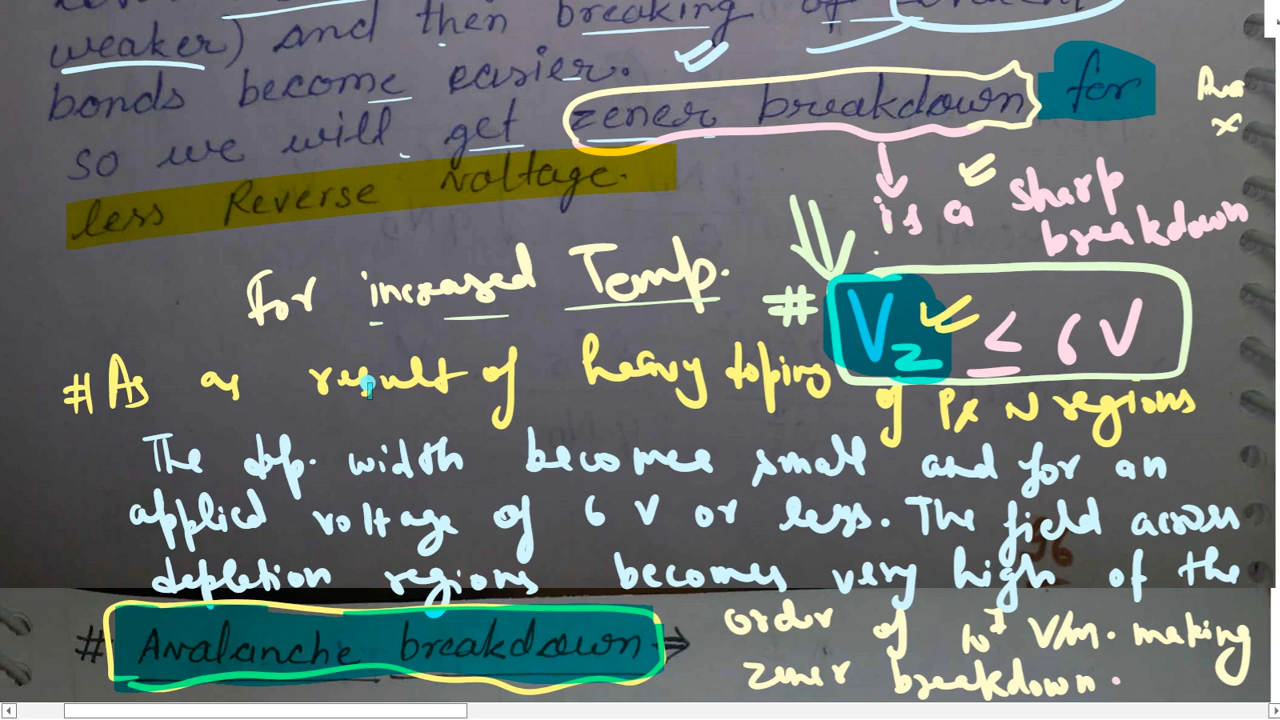 weaker) and then breaking of
bonds become easier.
so we will get zener breakdown for
less Reverse voltage.
is a sharp
breakdown
For increased Temp.
# Vz ≤ 6 V
# As a result of heavy doping
of P & N regions
The dep. width becomes small and for an
applied voltage of 6 V or less. The field across
depletion regions becomes very high of the
order of 10⁷ V/m. making
zener breakdown.
# Avalanche breakdown ⇒